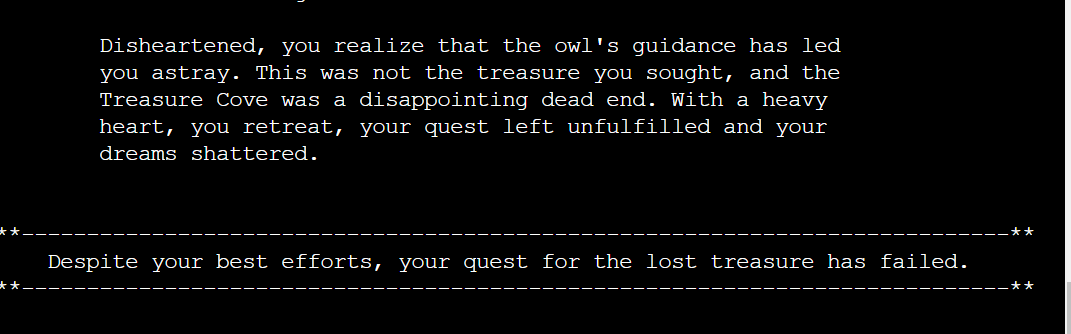 Disheartened, you realize that the owl's guidance has led
you astray. This was not the treasure you sought, and the
Treasure Cove was a disappointing dead end. With a heavy
heart, you retreat, your quest left unfulfilled and your
dreams shattered.
**----------------------------------------------------------------------------**
Despite your best efforts, your quest for the lost treasure has failed.
**----------------------------------------------------------------------------**